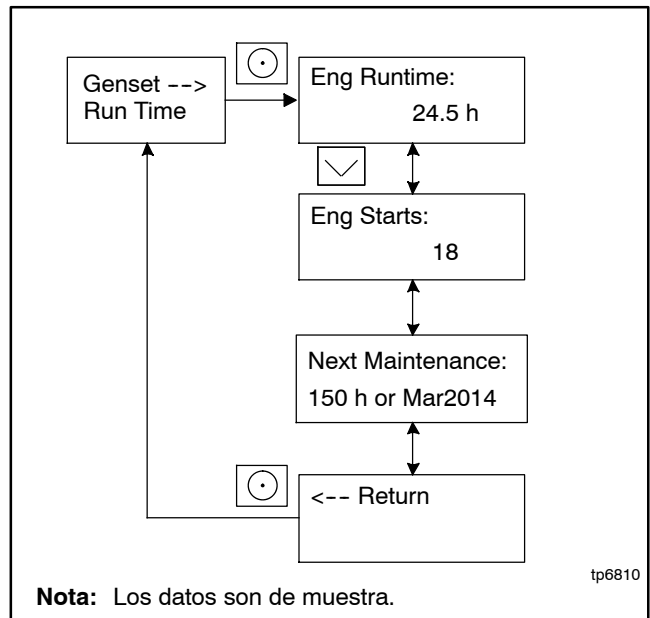 Genset -->
Run Time
Eng Runtime:
24.5 h
Eng Starts:
18
Next Maintenance:
150 h or Mar2014
<-- Return
tp6810
Nota: Los datos son de muestra.